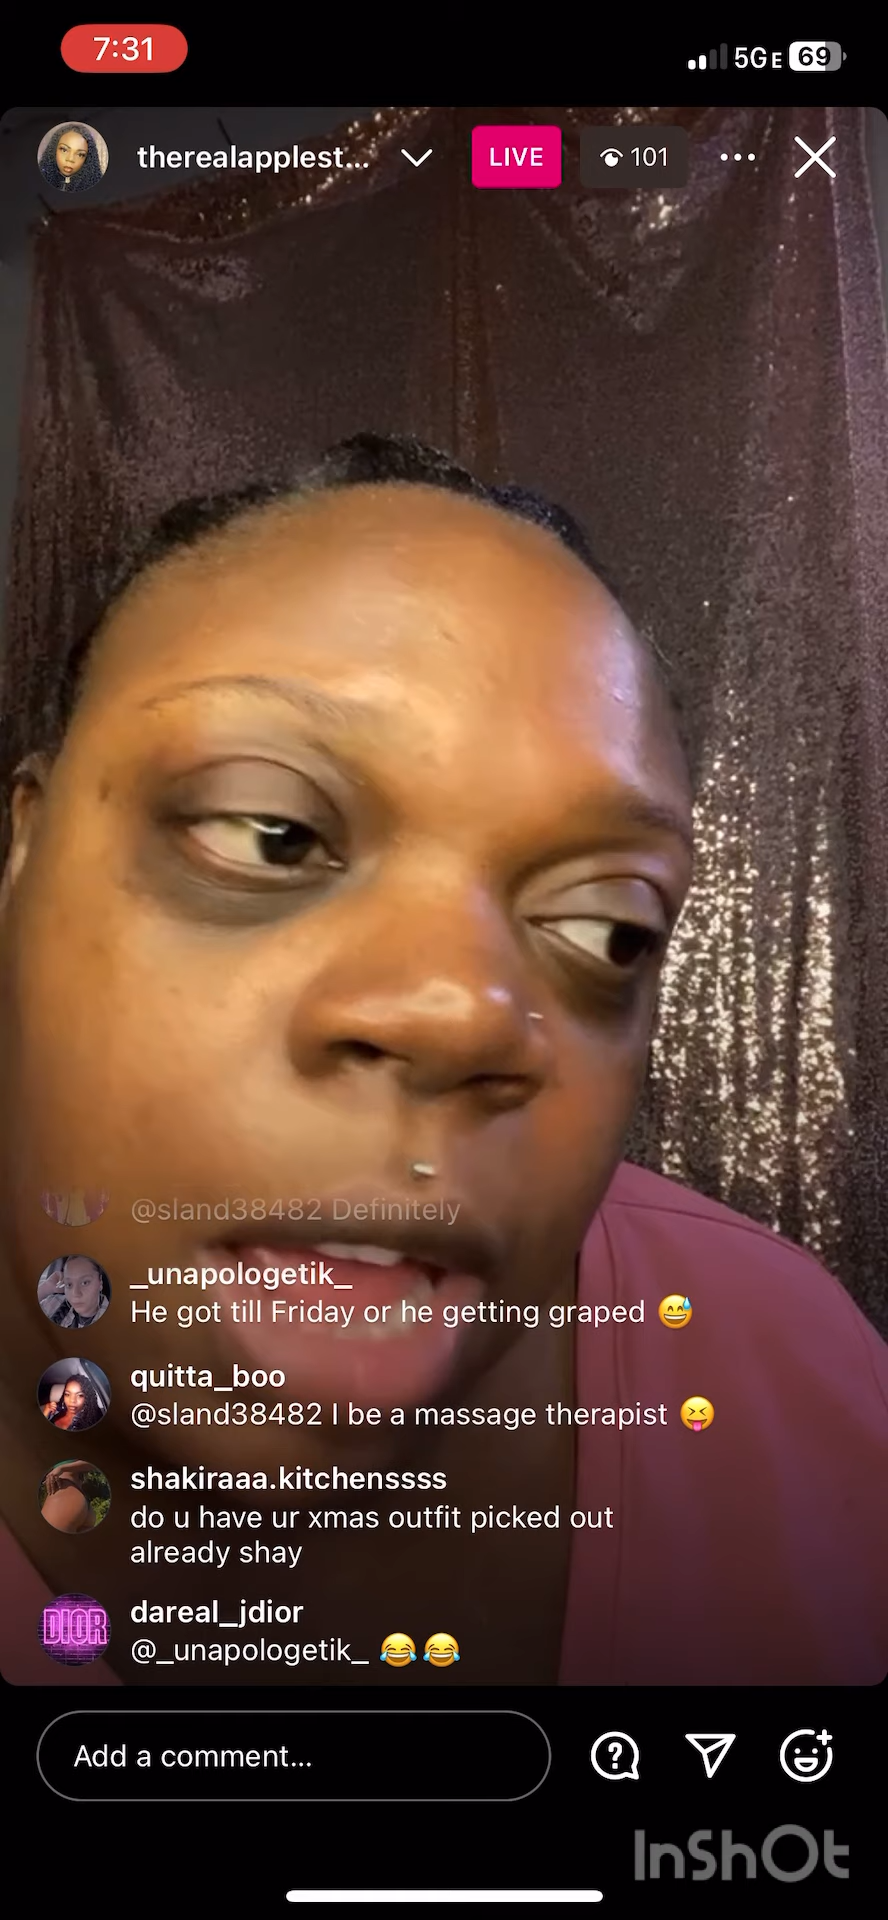 7:31
5GE 69
therealapplest... LIVE 101
@sland38482 Definitely
_unapologetik_
He got till Friday or he getting graped 😅
quitta_boo
@sland38482 I be a massage therapist 😝
shakiraaa.kitchenssss
do u have ur xmas outfit picked out
already shay
DIOR
dareal_jdior
@_unapologetik_ 😂😂
Add a comment...
InShOt